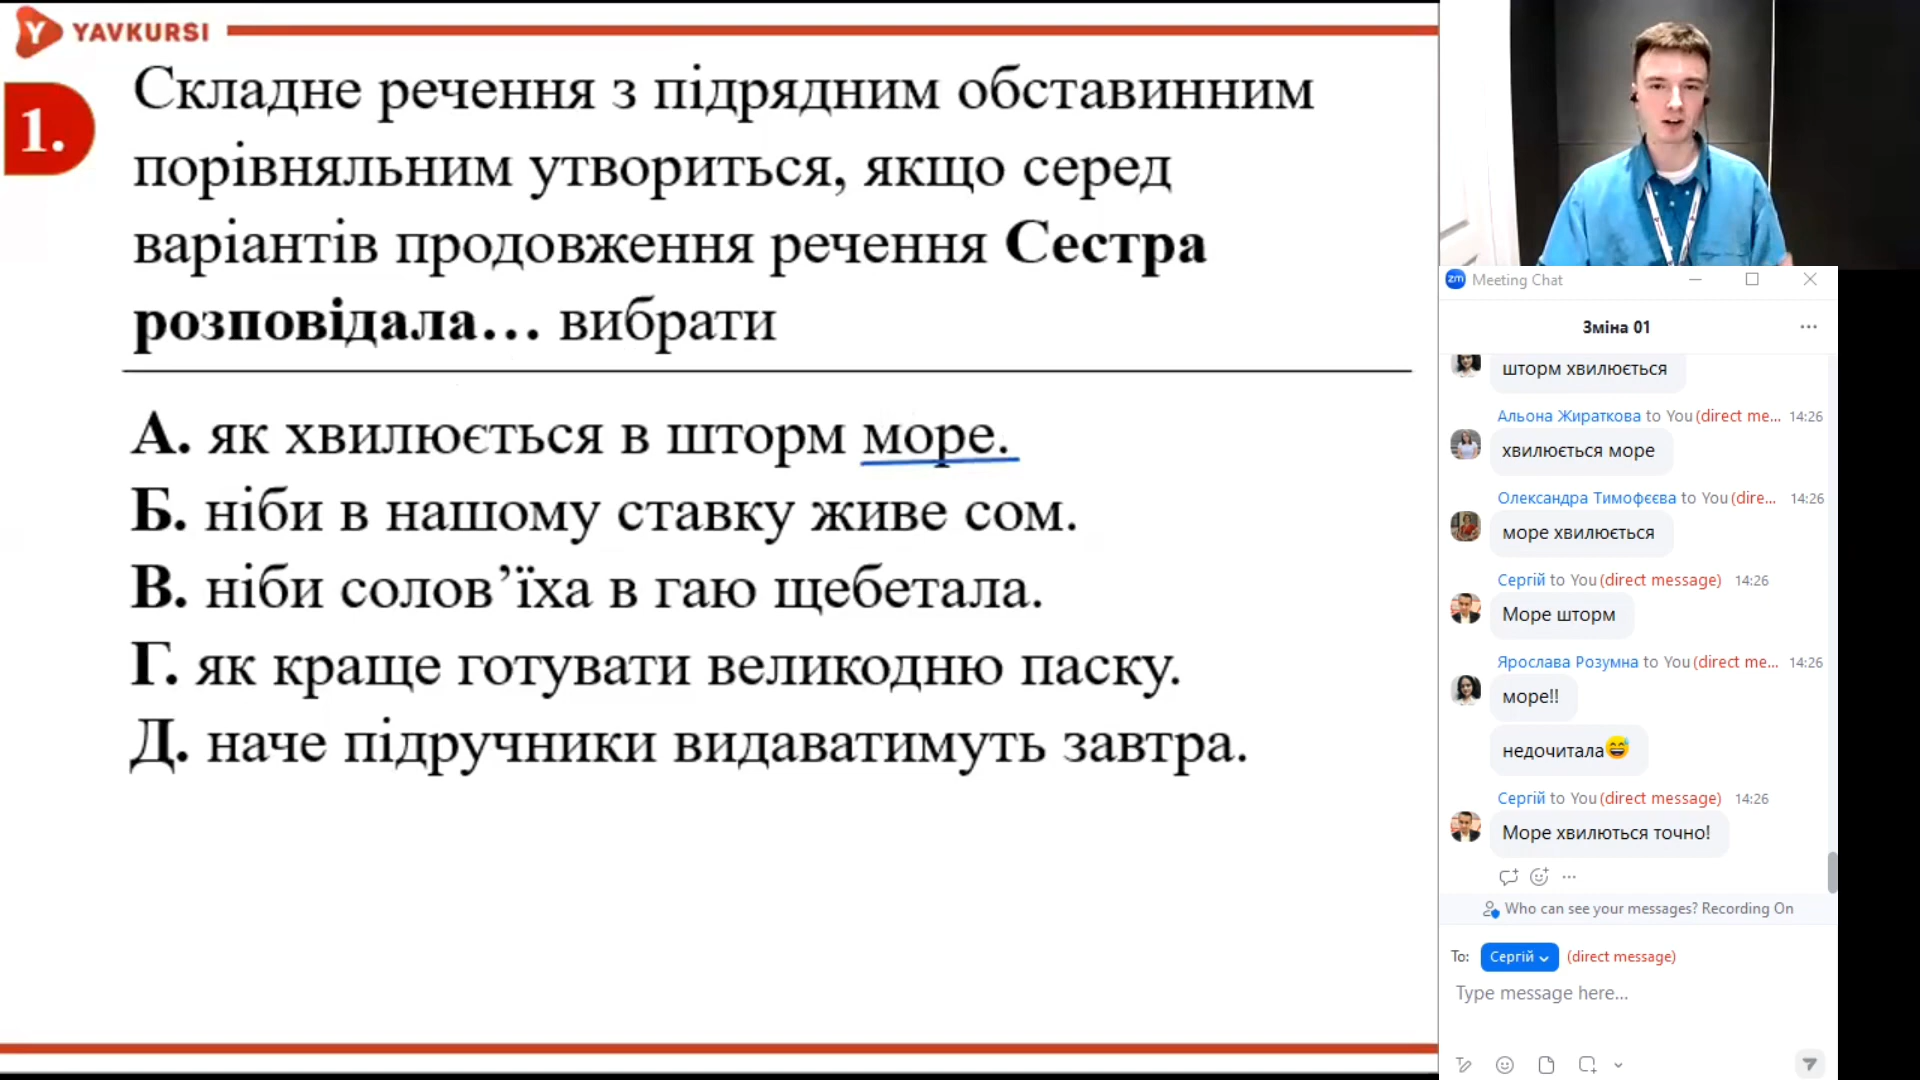 YAVKURSI
1.
Складне речення з підрядним обставинним
порівняльним утвориться, якщо серед
варіантів продовження речення Сестра
розповідала… вибрати
А. як хвилюється в шторм море.
Б. ніби в нашому ставку живе сом.
В. ніби солов’їха в гаю щебетала.
Г. як краще готувати великодню паску.
Д. наче підручники видаватимуть завтра.
zm Meeting Chat
Зміна 01
шторм хвилюється
Альона Жираткова to You (direct me... 14:26
хвилюється море
Олександра Тимофєєва to You (dire... 14:26
море хвилюється
Сергій to You (direct message) 14:26
Море шторм
Ярослава Розумна to You (direct me... 14:26
море!!
недочитала
Сергій to You (direct message) 14:26
Море хвилються точно!
Who can see your messages? Recording On
To: Сергій (direct message)
Type message here...